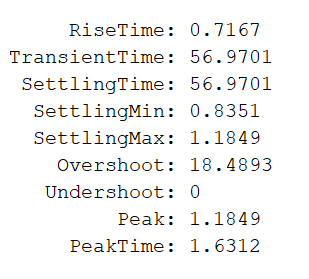 RiseTime: 0.7167
TransientTime: 56.9701
SettlingTime: 56.9701
SettlingMin: 0.8351
SettlingMax: 1.1849
Overshoot: 18.4893
Undershoot: 0
Peak: 1.1849
PeakTime: 1.6312